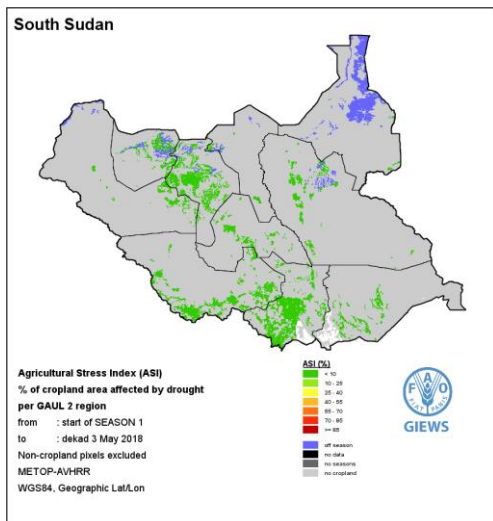 South Sudan
Agricultural Stress Index (ASI)
% of cropland area affected by drought
per GAUL 2 region
from : start of SEASON 1
to : dekad 3 May 2018
Non-cropland pixels excluded
METOP-AVHRR
WGS84, Geographic Lat/Lon
ASI (%)
< 10
10 - 25
25 - 40
40 - 55
55 - 70
70 - 85
>= 85
off season
no data
no seasons
no cropland
F A O
FIAT PANIS
GIEWS